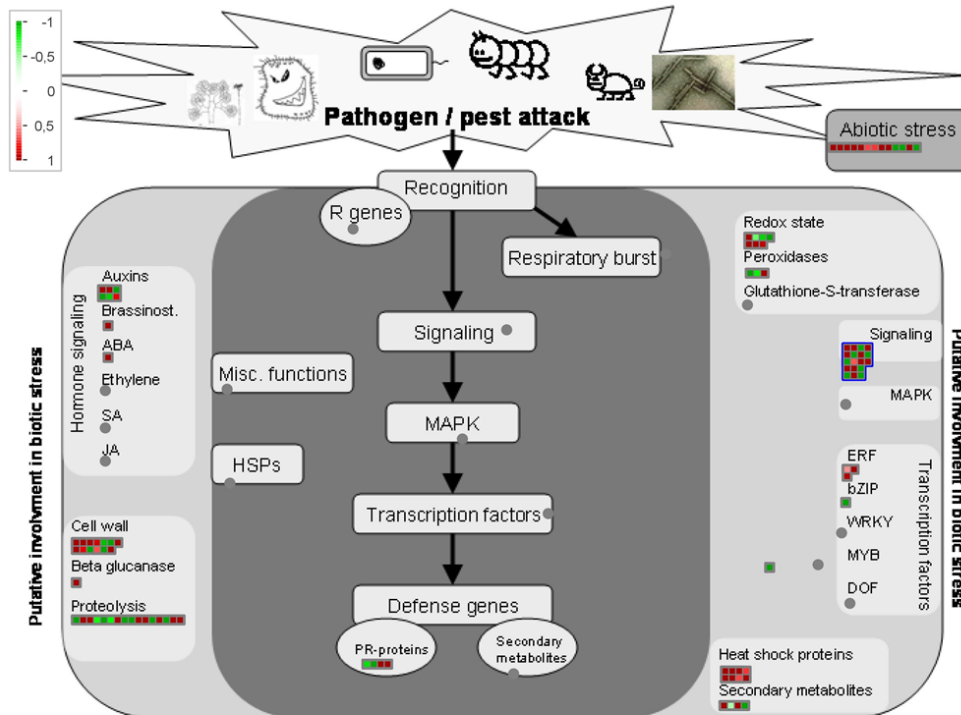 -1
-0,5
0
0,5
1
Pathogen / pest attack
Abiotic stress
Recognition
R genes
Respiratory burst
Redox state
Peroxidases
Glutathione-S-transferase
Hormone signaling
Auxins
Brassinost.
ABA
Ethylene
SA
JA
Signaling
Misc. functions
MAPK
HSPs
Transcription factors
Defense genes
PR-proteins
Secondary
metabolites
Signaling
MAPK
ERF
bZIP
WRKY
MYB
DOF
Transcription factors
Cell wall
Beta glucanase
Proteolysis
Heat shock proteins
Secondary metabolites
Putative involvment in biotic stress
Putative involvment in biotic stress